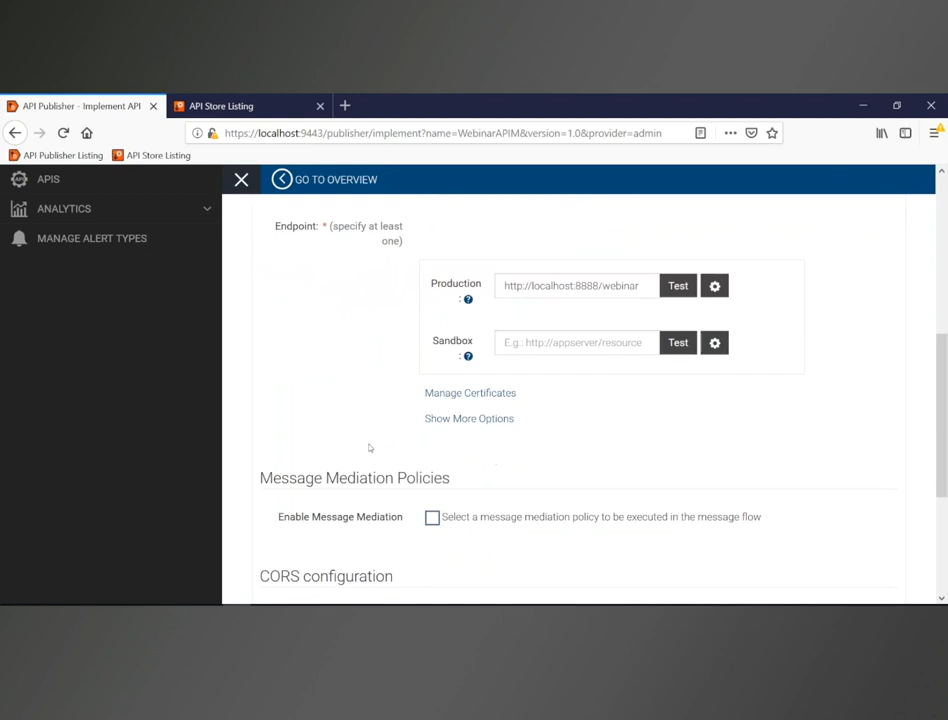 API Publisher - Implement API
API Store Listing
https://localhost:9443/publisher/implement?name=WebinarAPIM&version=1.0&provider=admin
API Publisher Listing
API Store Listing
APIS
GO TO OVERVIEW
ANALYTICS
MANAGE ALERT TYPES
Endpoint: * (specify at least
one)
Production
http://localhost:8888/webinar
Test
: ?
Sandbox
E.g.: http://appserver/resource
Test
: ?
Manage Certificates
Show More Options
Message Mediation Policies
Enable Message Mediation
Select a message mediation policy to be executed in the message flow
CORS configuration